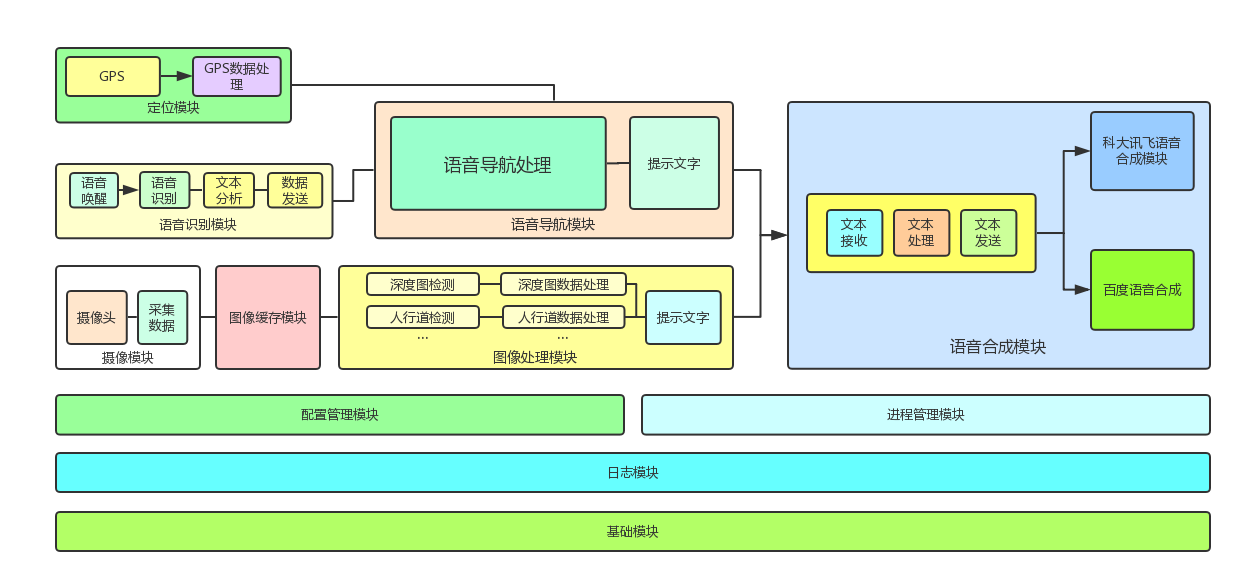 GPS
GPS数据处
理
定位模块
语音
唤醒
语音
识别
文本
分析
数据
发送
语音识别模块
语音导航处理
提示文字
语音导航模块
摄像头
采集
数据
摄像模块
图像缓存模块
深度图检测
深度图数据处理
人行道检测
人行道数据处理
...
...
提示文字
图像处理模块
文本
接收
文本
处理
文本
发送
科大讯飞语音
合成模块
百度语音合成
语音合成模块
配置管理模块
进程管理模块
日志模块
基础模块